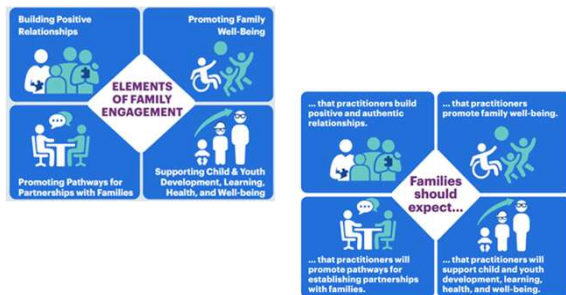 Building Positive
Relationships
Promoting Family
Well-Being
ELEMENTS
OF FAMILY
ENGAGEMENT
Promoting Pathways for
Partnerships with Families
Supporting Child & Youth
Development, Learning,
Health, and Well-being
... that practitioners build
positive and authentic
relationships.
... that practitioners
promote family well-being.
Families
should
expect...
... that practitioners will
promote pathways for
establishing partnerships
with families.
... that practitioners will
support child and youth
development, learning,
health, and well-being.